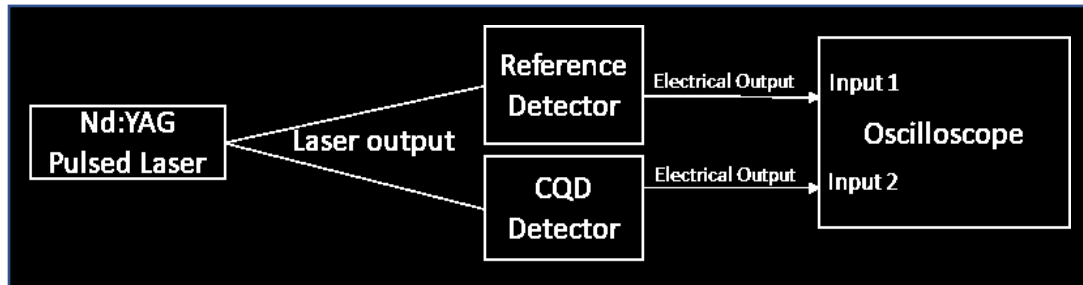 Nd:YAG
Pulsed Laser
Laser output
Reference
Detector
CQD
Detector
Electrical Output
Electrical Output
Input 1
Oscilloscope
Input 2